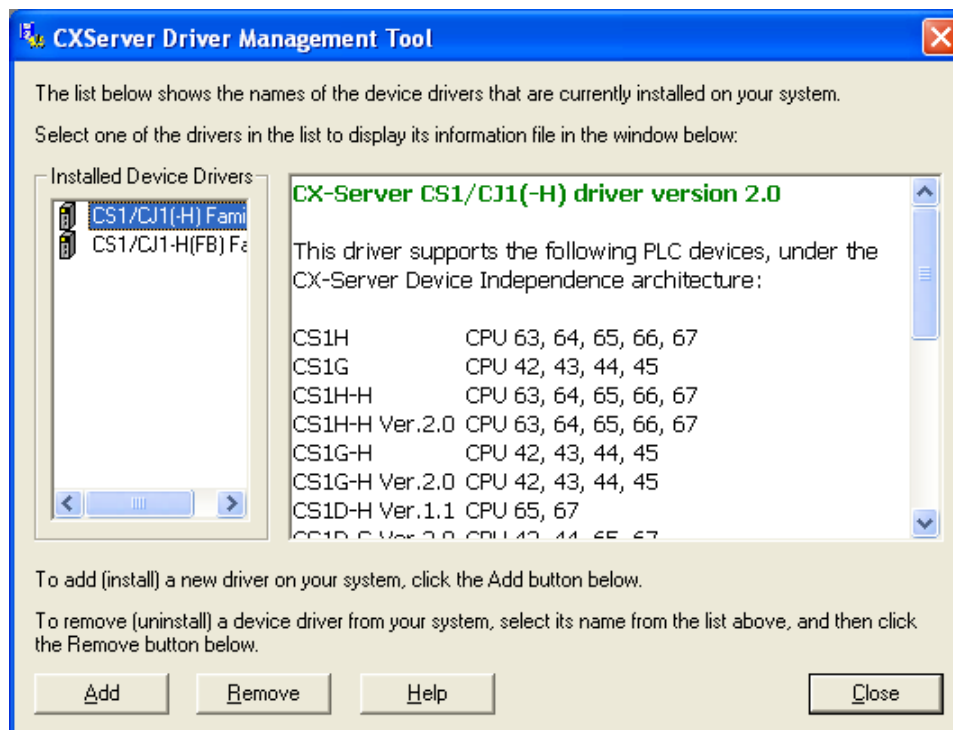 CXServer Driver Management Tool
The list below shows the names of the device drivers that are currently installed on your system.
Select one of the drivers in the list to display its information file in the window below:
Installed Device Drivers
CS1/CJ1(-H) Fami
CS1/CJ1-H(FB) Fa
CX-Server CS1/CJ1(-H) driver version 2.0
This driver supports the following PLC devices, under the
CX-Server Device Independence architecture:
CS1H CPU 63, 64, 65, 66, 67
CS1G CPU 42, 43, 44, 45
CS1H-H CPU 63, 64, 65, 66, 67
CS1H-H Ver.2.0 CPU 63, 64, 65, 66, 67
CS1G-H CPU 42, 43, 44, 45
CS1G-H Ver.2.0 CPU 42, 43, 44, 45
CS1D-H Ver.1.1 CPU 65, 67
To add (install) a new driver on your system, click the Add button below.
To remove (uninstall) a device driver from your system, select its name from the list above, and then click
the Remove button below.
Add
Remove
Help
Close